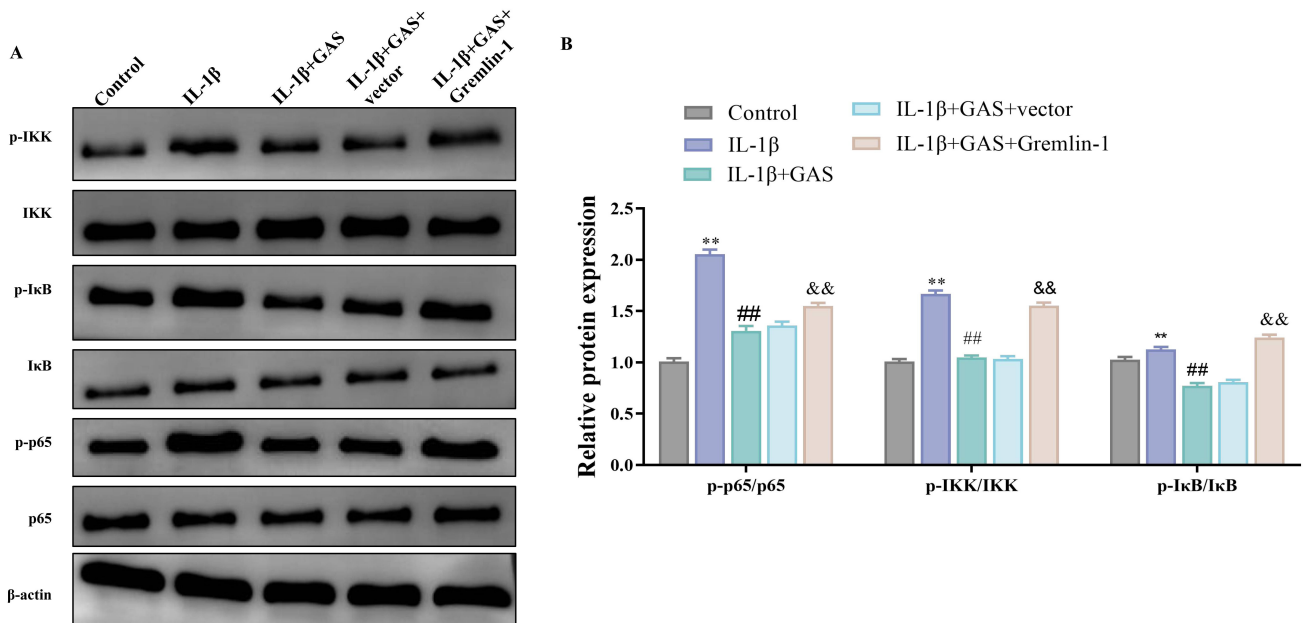 A
Control
IL-1β
IL-1β+GAS
IL-1β+GAS+
vector
IL-1β+GAS+
Gremlin-1
p-IKK
IKK
p-IκB
IκB
p-p65
p65
β-actin
B
Control
IL-1β
IL-1β+GAS
IL-1β+GAS+vector
IL-1β+GAS+Gremlin-1
Relative protein expression
2.5
2.0
1.5
1.0
0.5
0.0
**
##
&&
**
##
&&
**
##
&&
p-p65/p65
p-IKK/IKK
p-IκB/IκB